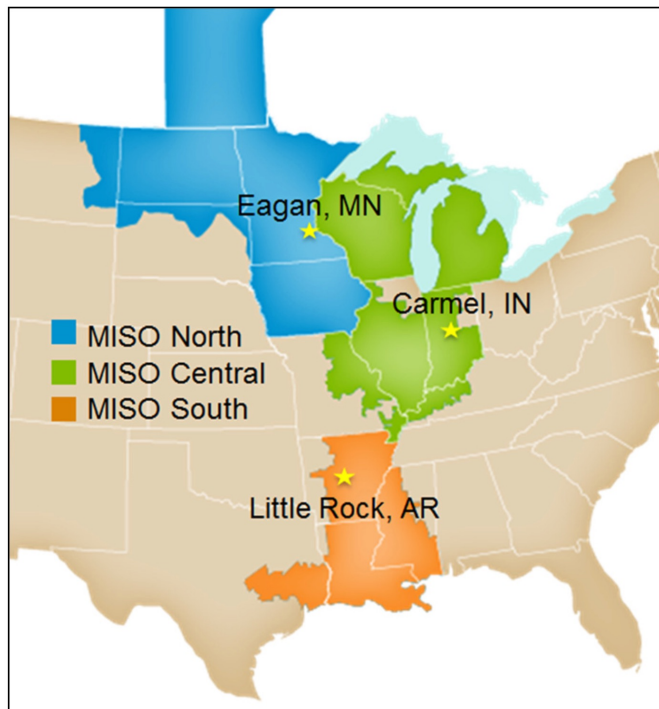 Eagan, MN
Carmel, IN
MISO North
MISO Central
MISO South
Little Rock, AR